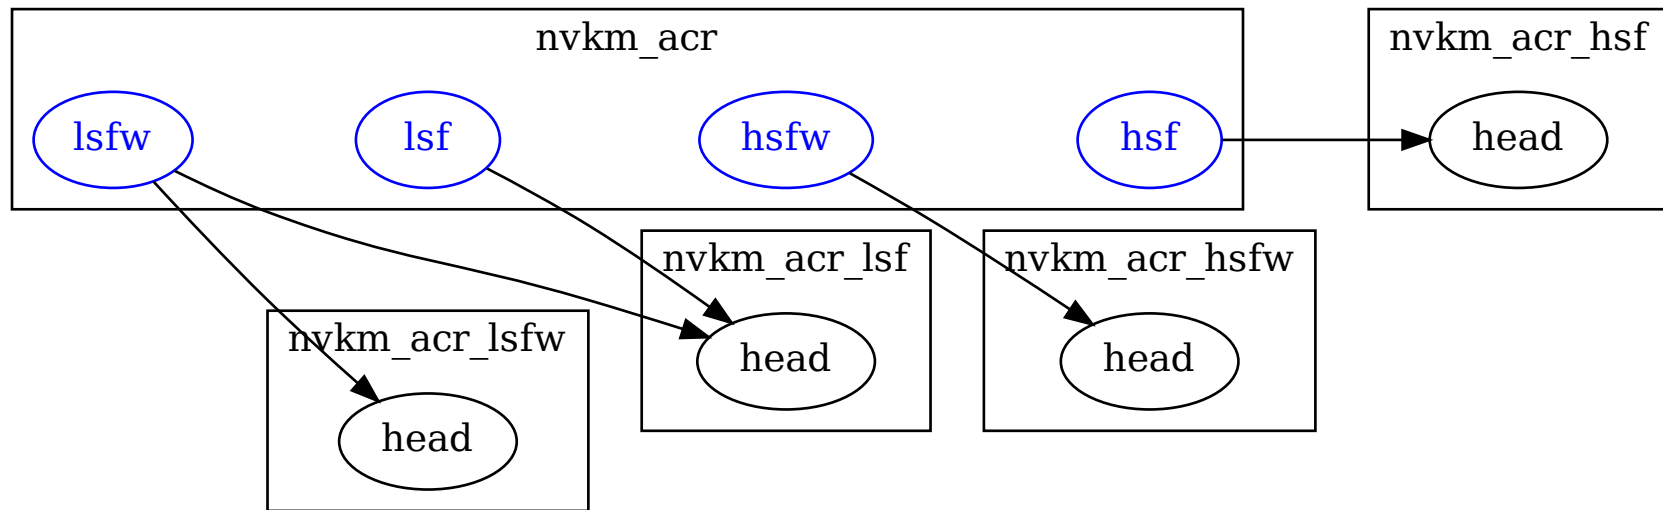 nvkm_acr
nvkm_acr_hsf
lsfw
lsf
hsfw
hsf
head
nvkm_acr_lsf
nvkm_acr_hsfw
nvkm_acr_lsfw
head
head
head